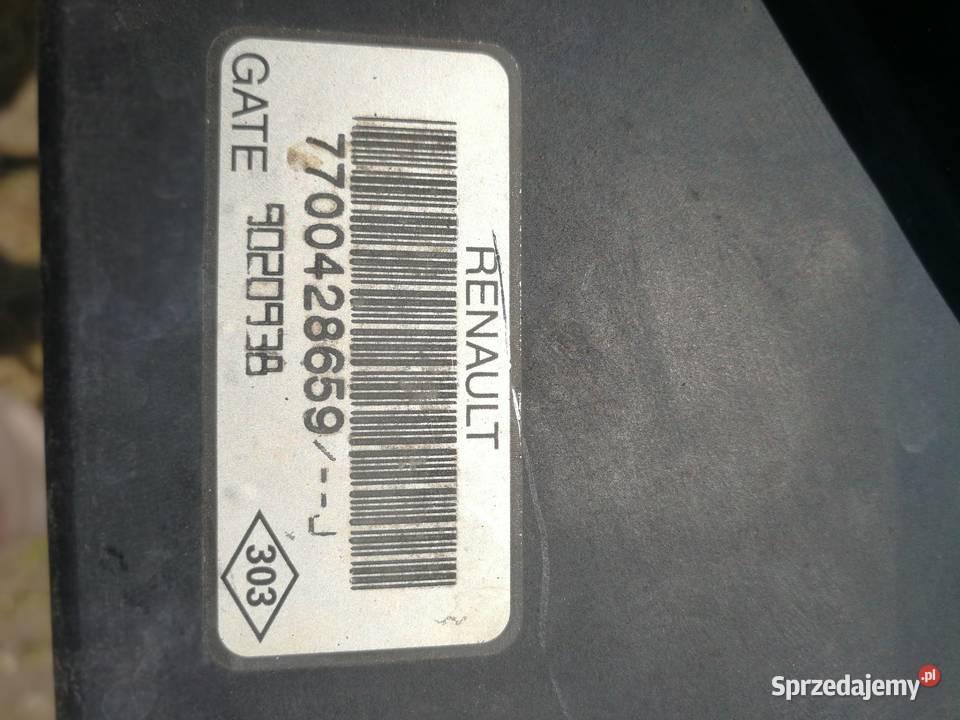 RENAULT
7700428659/--J
GATE 9020938
303
Sprzedajemy.pl